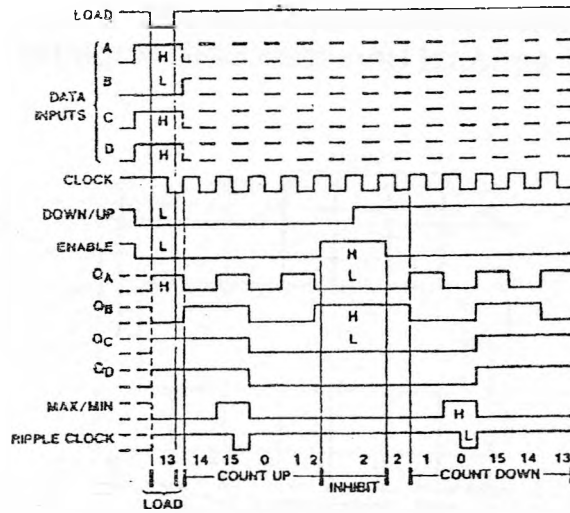 LOAD
A
H
B
L
DATA
INPUTS
C
H
D
H
CLOCK
DOWN/UP
L
ENABLE
L
H
QA
H
L
QB
H
QC
L
QD
MAX/MIN
H
RIPPLE CLOCK
L
13 14 15 0 1 2 2 2 1 0 15 14 13
COUNT UP
INHIBIT
COUNT DOWN
LOAD